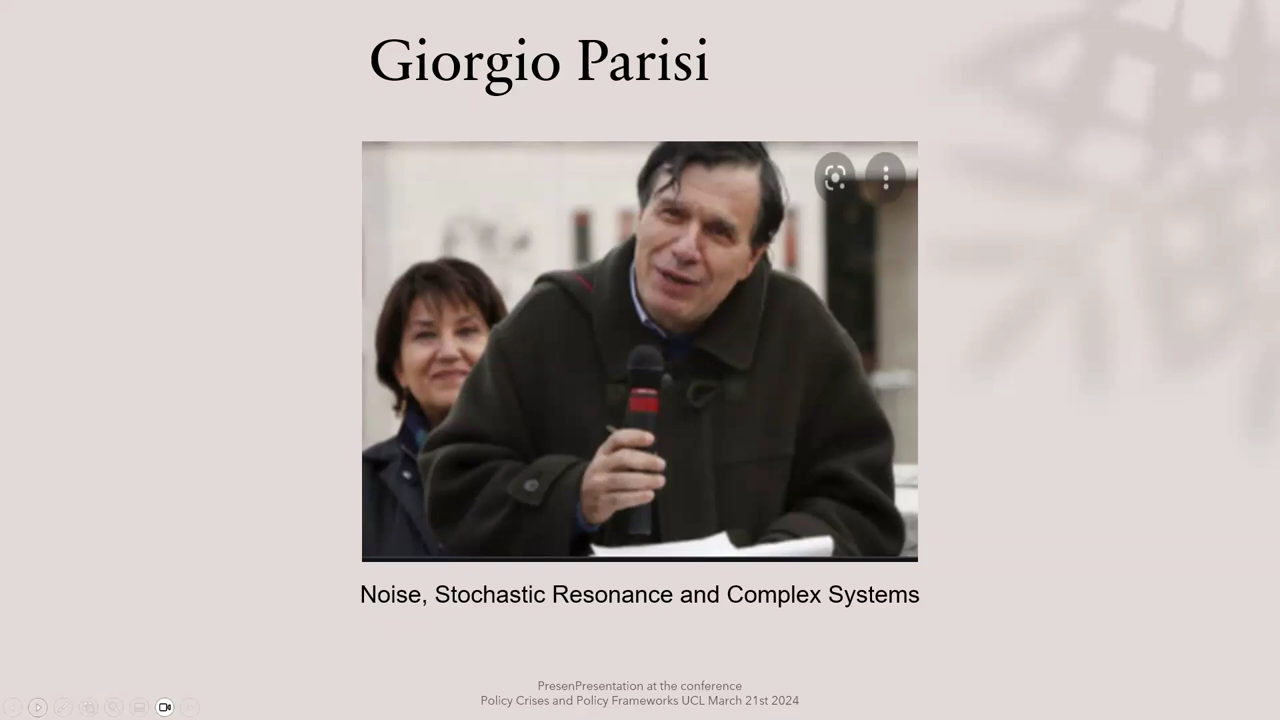 Giorgio Parisi
Noise, Stochastic Resonance and Complex Systems
PresenPresentation at the conference
Policy Crises and Policy Frameworks UCL March 21st 2024